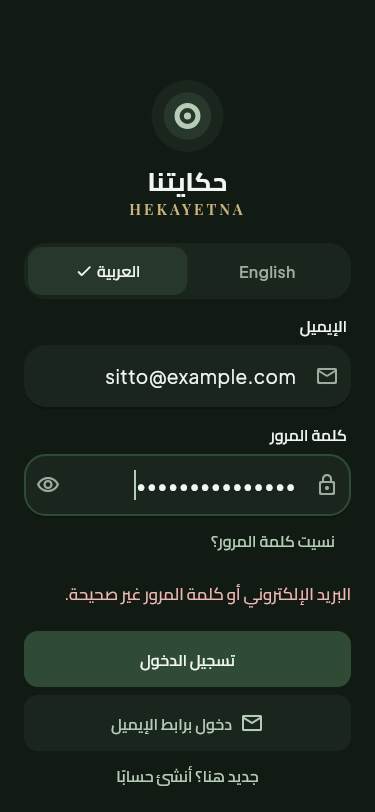 حكايتنا
HEKAYETNA
العربية
English
الإيميل
sitto@example.com
كلمة المرور
•••••••••••••••
نسيت كلمة المرور؟
البريد الإلكتروني أو كلمة المرور غير صحيحة.
تسجيل الدخول
دخول برابط الإيميل
جديد هنا؟ أنشئ حسابًا